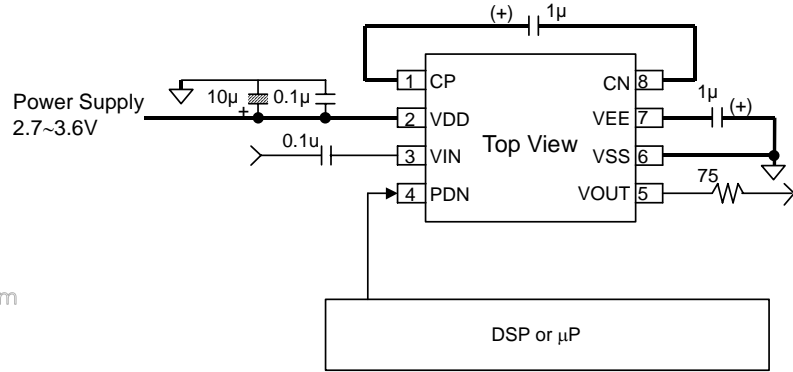 (+) 1µ
1 CP
CN 8
10µ 0.1µ
+
Power Supply
2.7~3.6V
2 VDD
VEE 7
1µ
(+)
0.1u
3 VIN
Top View
VSS 6
4 PDN
VOUT 5
75
m
DSP or µP